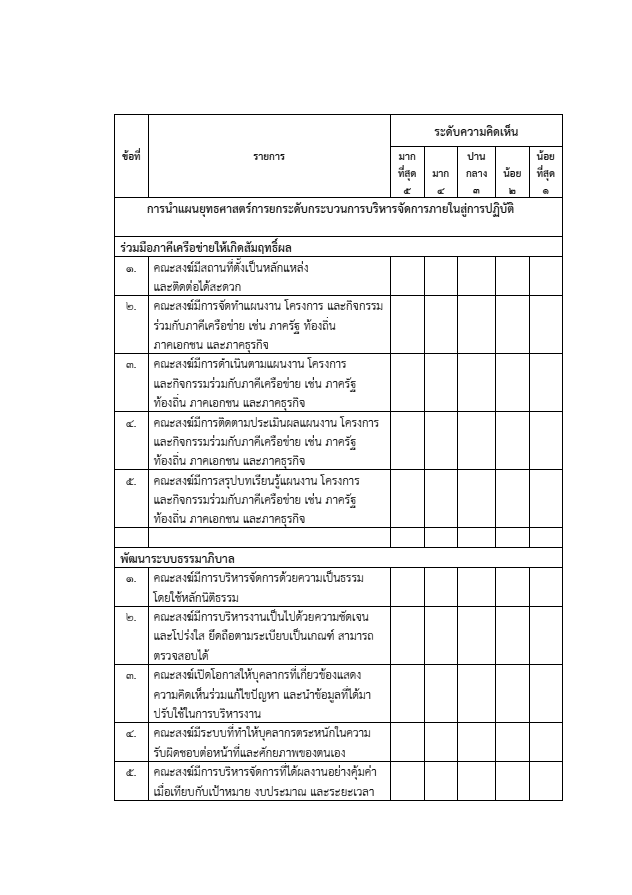 ข้อที่
รายการ
ระดับความคิดเห็น
มาก
ที่สุด
๕
มาก
๔
ปาน
กลาง
๓
น้อย
๒
น้อย
ที่สุด
๑
การนำแผนยุทธศาสตร์การยกระดับกระบวนการบริหารจัดการภายในสู่การปฏิบัติ
ร่วมมือภาคีเครือข่ายให้เกิดสัมฤทธิ์ผล
๑. คณะสงฆ์มีสถานที่ตั้งเป็นหลักแหล่ง
และติดต่อได้สะดวก
๒. คณะสงฆ์มีการจัดทำแผนงาน โครงการ และกิจกรรม
ร่วมกับภาคีเครือข่าย เช่น ภาครัฐ ท้องถิ่น
ภาคเอกชน และภาคธุรกิจ
๓. คณะสงฆ์มีการดำเนินตามแผนงาน โครงการ
และกิจกรรมร่วมกับภาคีเครือข่าย เช่น ภาครัฐ
ท้องถิ่น ภาคเอกชน และภาคธุรกิจ
๔. คณะสงฆ์มีการติดตามประเมินผลแผนงาน โครงการ
และกิจกรรมร่วมกับภาคีเครือข่าย เช่น ภาครัฐ
ท้องถิ่น ภาคเอกชน และภาคธุรกิจ
๕. คณะสงฆ์มีการสรุปบทเรียนรู้แผนงาน โครงการ
และกิจกรรมร่วมกับภาคีเครือข่าย เช่น ภาครัฐ
ท้องถิ่น ภาคเอกชน และภาคธุรกิจ
พัฒนาระบบธรรมาภิบาล
๑. คณะสงฆ์มีการบริหารจัดการด้วยความเป็นธรรม
โดยใช้หลักนิติธรรม
๒. คณะสงฆ์มีการบริหารงานเป็นไปด้วยความชัดเจน
และโปร่งใส ยึดถือตามระเบียบเป็นเกณฑ์ สามารถ
ตรวจสอบได้
๓. คณะสงฆ์เปิดโอกาสให้บุคลากรที่เกี่ยวข้องแสดง
ความคิดเห็นร่วมแก้ไขปัญหา และนำข้อมูลที่ได้มา
ปรับใช้ในการบริหารงาน
๔. คณะสงฆ์มีระบบที่ทำให้บุคลากรตระหนักในความ
รับผิดชอบต่อหน้าที่และศักยภาพของตนเอง
๕. คณะสงฆ์มีการบริหารจัดการที่ได้ผลงานอย่างคุ้มค่า
เมื่อเทียบกับเป้าหมาย งบประมาณ และระยะเวลา